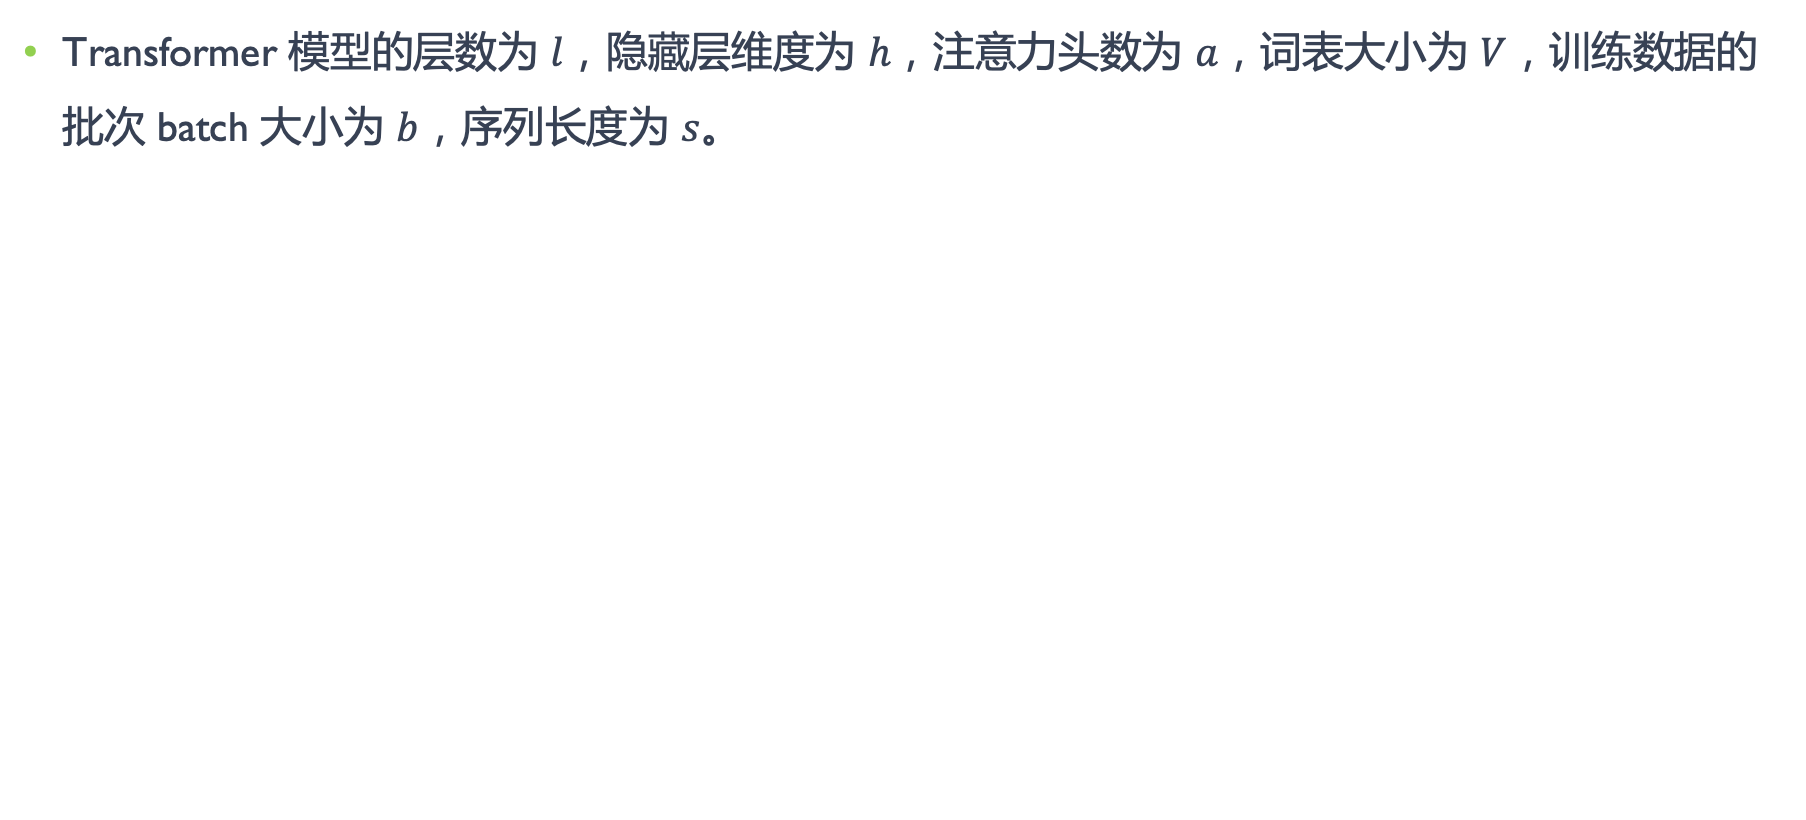 • Transformer 模型的层数为 l，隐藏层维度为 h，注意力头数为 a，词表大小为 V，训练数据的
批次 batch 大小为 b，序列长度为 s。